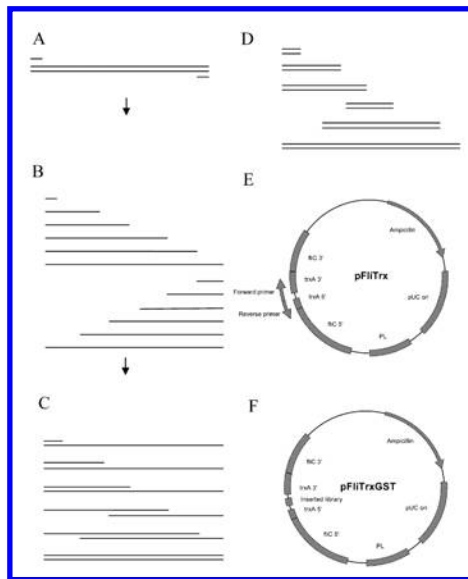 A
D
B
E
Ampicillin
fliC 3'
trxA 3'
pFliTrx
Forward primer
trxA 5'
pUC ori
Reverse primer
fliC 5'
PL
C
F
Ampicillin
fliC 3'
trxA 3'
pFliTrxGST
Inserted library
trxA 5'
pUC ori
fliC 5'
PL